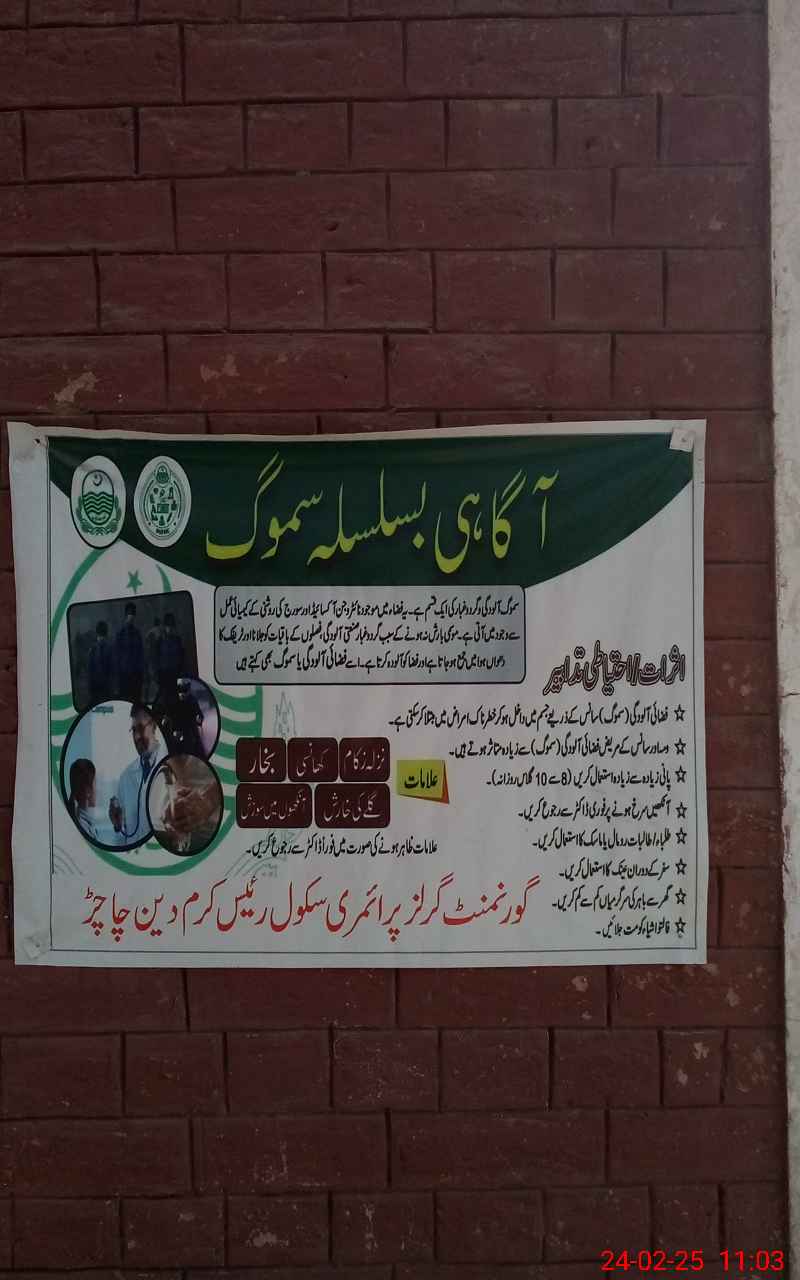 آگاہی بسلسلہ سموگ
سموگ آلودگی و گردوغبار کی ایک قسم ہے۔ یہ فضاء میں موجود نائٹروجن آکسائیڈ اور سورج کی روشنی کے کیمیائی عمل
سے وجود میں آتی ہے۔ موسمی بارش نہ ہونے کے سبب گردوغبار صنعتی آلودگی، فصلوں کے باقیات کو جلانا اور ٹریفک کا
دھواں ہوا میں جمع ہو جاتا ہے اور فضا کو آلودہ کرتا ہے۔ اسے فضائی آلودگی یا سموگ بھی کہتے ہیں
اثرات/احتیاطی تدابیر
☆ فضائی آلودگی (سموگ) سانس کے ذریعے جسم میں داخل ہو کر خطرناک امراض میں مبتلا کر سکتی ہے۔
☆ دمہ اور سانس کے مریض فضائی آلودگی (سموگ) سے زیادہ متاثر ہوتے ہیں۔
☆ پانی زیادہ سے زیادہ استعمال کریں (8 سے 10 گلاس روزانہ)۔
☆ آنکھیں سرخ ہونے پر فوری ڈاکٹر سے رجوع کریں۔
☆ طلباء/طالبات رومال یا ماسک کا استعمال کریں۔
☆ سفر کے دوران عینک کا استعمال کریں۔
☆ گھر سے باہر کی سرگرمیاں کم سے کم کریں۔
☆ فالتو اشیاء کو مت جلائیں۔
علامات
نزلہ زکام
کھانسی
بخار
گلے کی خارش
آنکھوں میں سوزش
علامات ظاہر ہونے کی صورت میں فوراً ڈاکٹر سے رجوع کریں۔
گورنمنٹ گرلز پرائمری سکول رئیس کرم دین چاچڑ
24-02-25 11:03